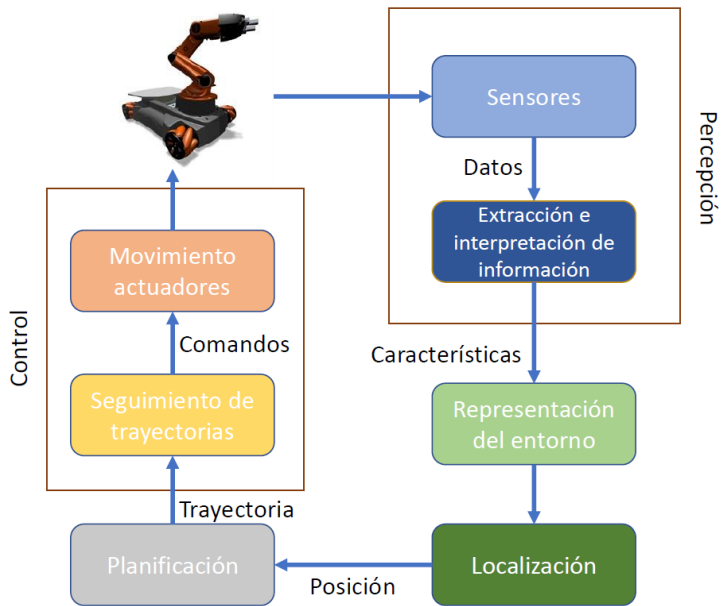 Sensores
Percepción
Datos
Extracción e
interpretación de
información
Movimiento
actuadores
Control
Comandos
Características
Seguimiento de
trayectorias
Representación
del entorno
Trayectoria
Planificación
Posición
Localización